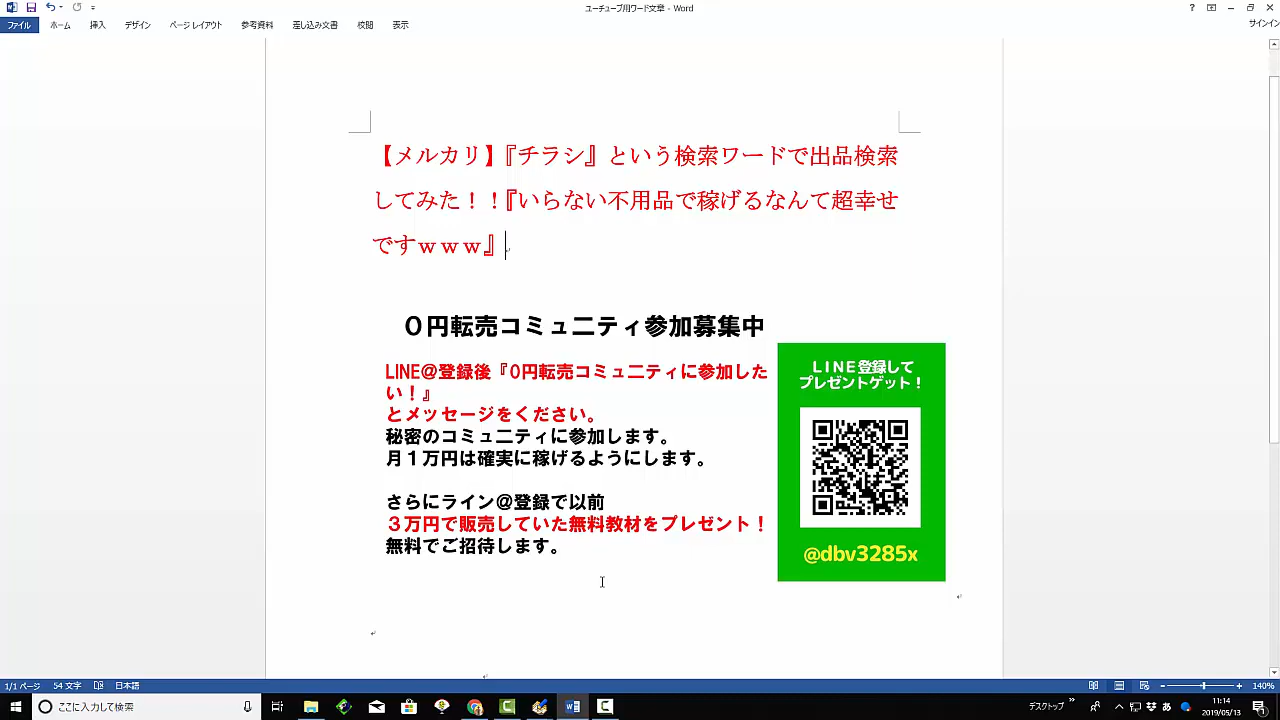 ユーチューブ用ワード文章 - Word
サインイン
ファイル ホーム 挿入 デザイン ページ レイアウト 参考資料 差し込み文書 校閲 表示
【メルカリ】『チラシ』という検索ワードで出品検索
してみた！！『いらない不用品で稼げるなんて超幸せ
ですｗｗｗ』
０円転売コミュニティ参加募集中
LINE@登録後『0円転売コミュニティに参加した
い！』
とメッセージをください。
秘密のコミュニティに参加します。
月１万円は確実に稼げるようにします。
さらにライン@登録で以前
３万円で販売していた無料教材をプレゼント！
無料でご招待します。
ＬＩＮＥ登録して
プレゼントゲット！
@dbv3285x
1/1 ページ 54 文字 日本語
140%
ここに入力して検索
デスクトップ
あ
11:14
2019/05/13